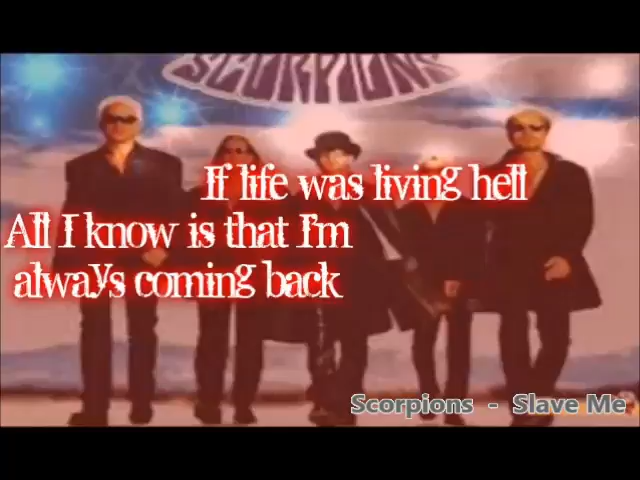 SCORPIONS
If life was living hell
All I know is that I'm
always coming back
Scorpions - Slave Me